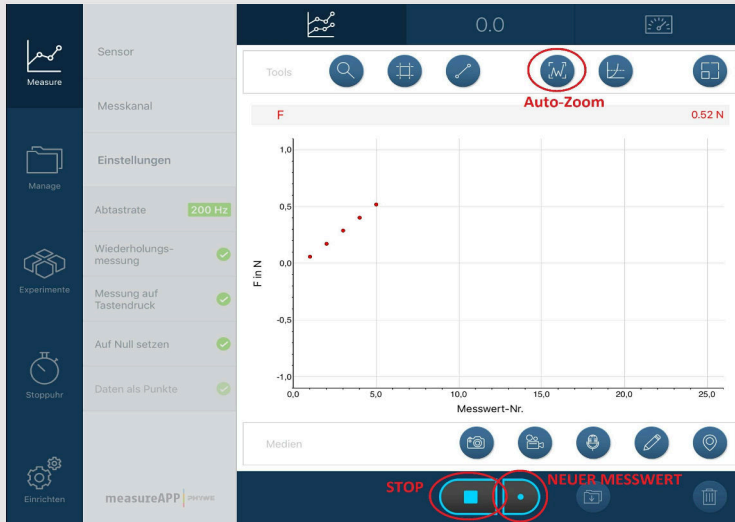 Measure
Manage
Experimente
Stoppuhr
Einrichten
Sensor
Messkanal
Einstellungen
Abtastrate 200 Hz
Wiederholungs-
messung
Messung auf
Tastendruck
Auf Null setzen
Daten als Punkte
measureAPP PHYWE
0.0
Tools
Auto-Zoom
F 0.52 N
1,0
0,5
0,0
-0,5
-1,0
F in N
0,0 5,0 10,0 15,0 20,0 25,0
Messwert-Nr.
Medien
STOP
NEUER MESSWERT